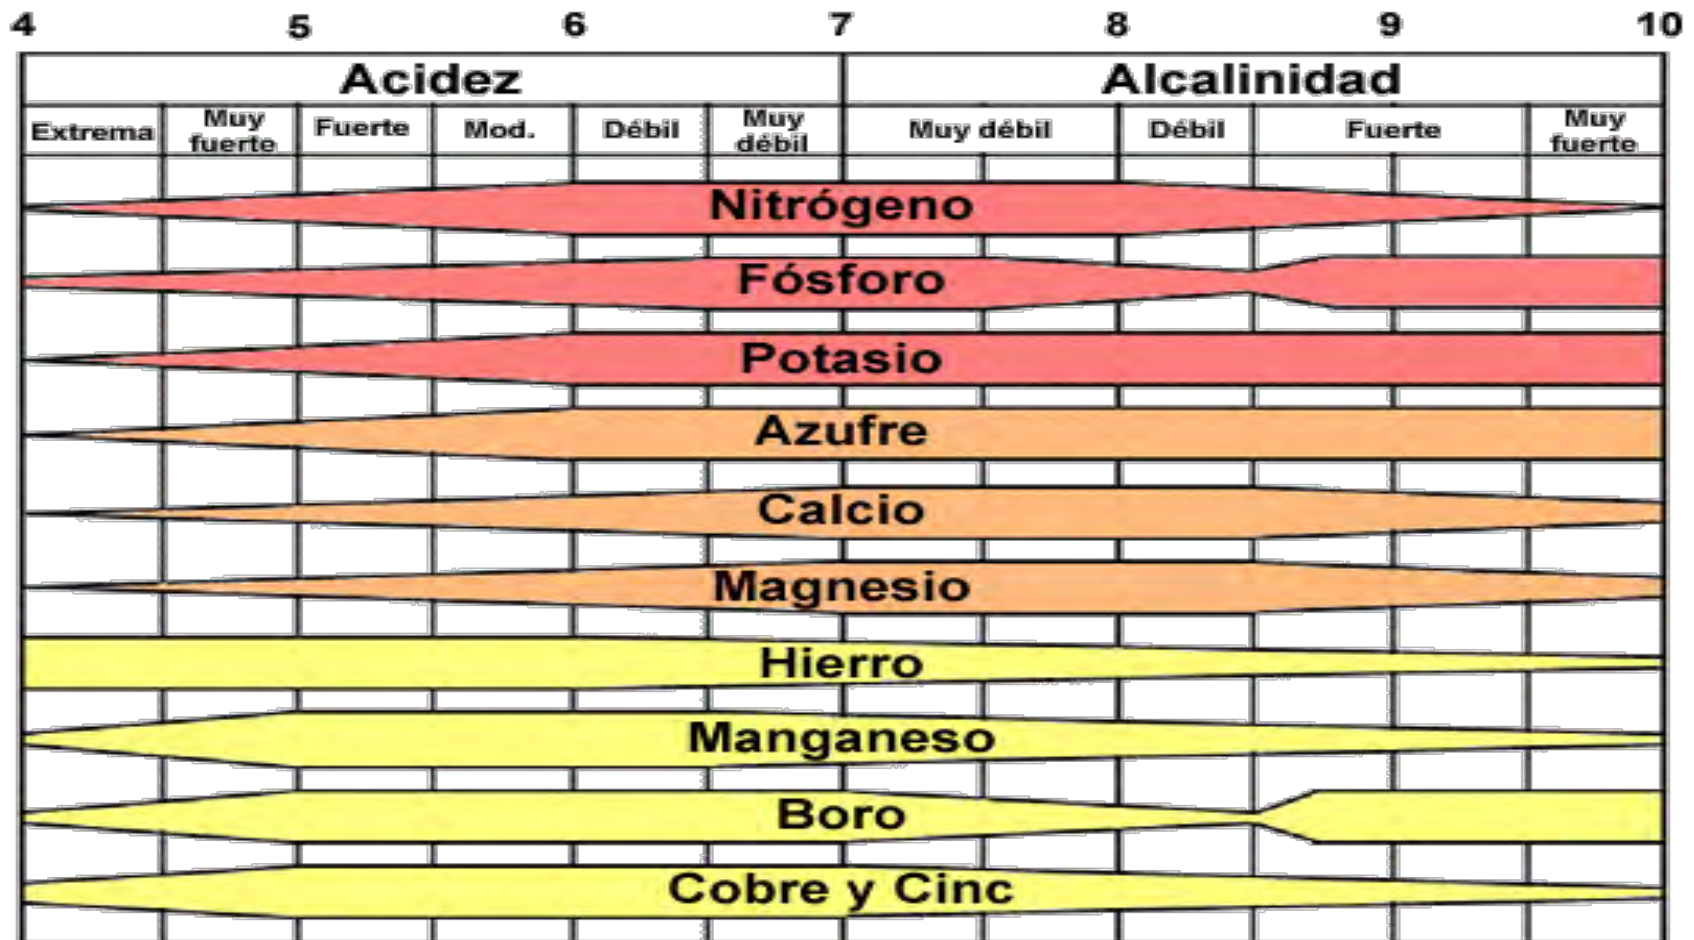 4 5 6 7 8 9 10
Acidez Alcalinidad
Extrema Muy fuerte Fuerte Mod. Débil Muy débil Muy débil Débil Fuerte Muy fuerte
Nitrógeno
Fósforo
Potasio
Azufre
Calcio
Magnesio
Hierro
Manganeso
Boro
Cobre y Cinc